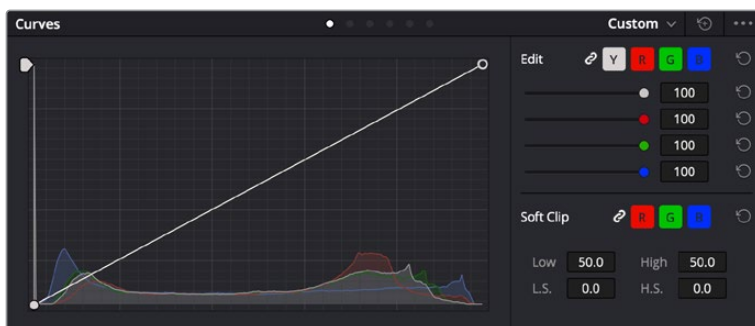 Curves
Custom
Edit Y R G B
100
100
100
100
Soft Clip R G B
Low 50.0 High 50.0
L.S. 0.0 H.S. 0.0